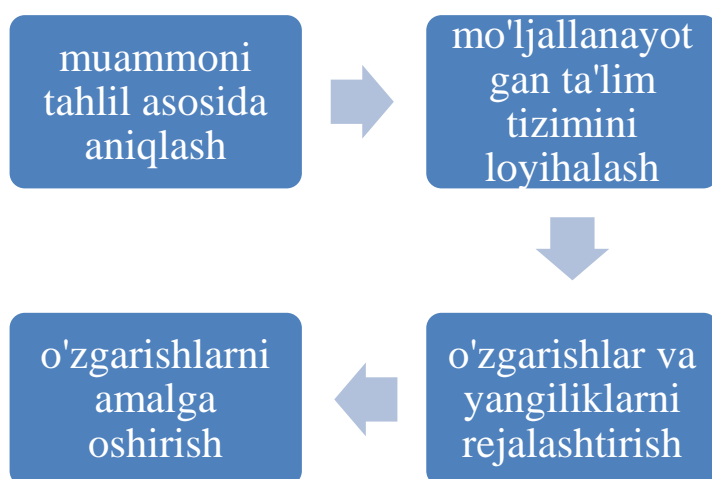 muammoni
tahlil asosida
aniqlash
mo'ljallanayot
gan ta'lim
tizimini
loyihalash
o'zgarishlar va
yangiliklarni
rejalashtirish
o'zgarishlarni
amalga
oshirish